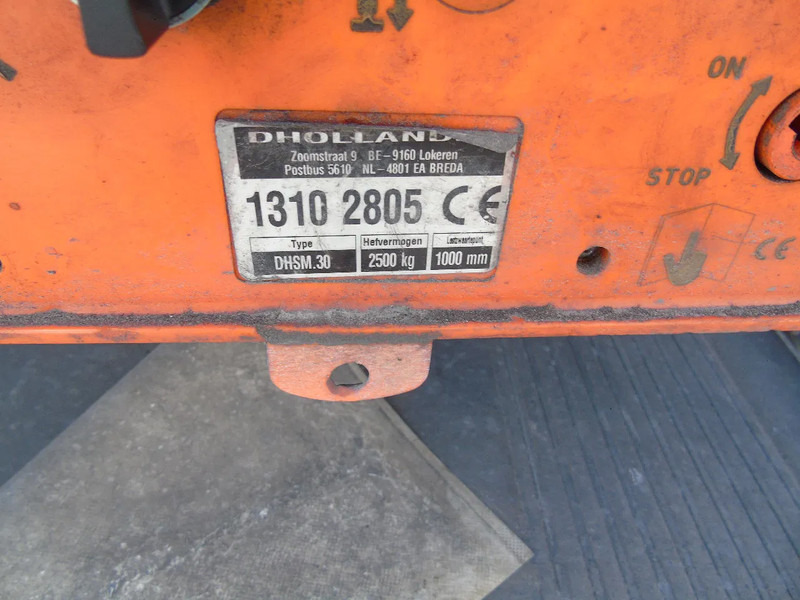 DHOLLAND
Zoomstraat 9 BE-9160 Lokeren
Postbus 5610 NL-4801 EA BREDA
1310 2805 CE
Type Hefvermogen Lastzwaartepunt
DHSM.30 2500 kg 1000 mm
ON
STOP
CE